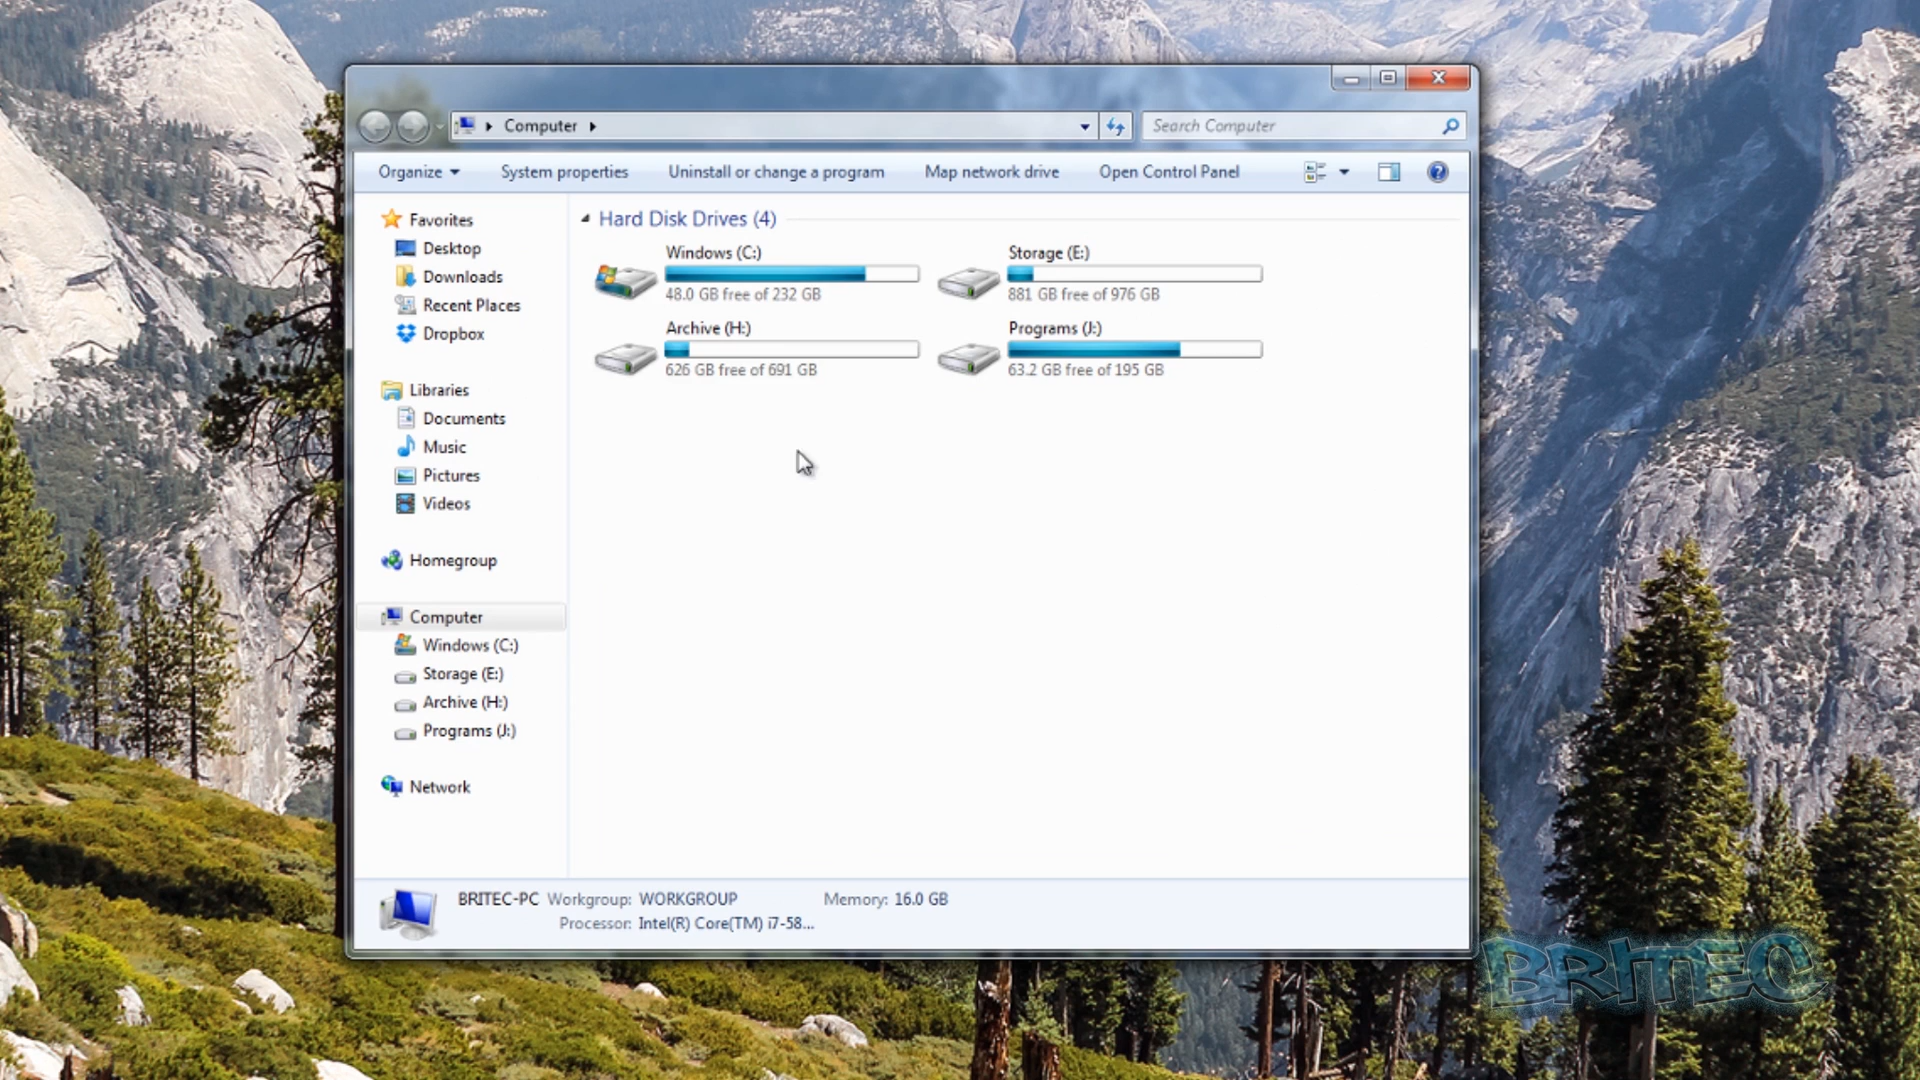 Computer
Search Computer
Organize
System properties
Uninstall or change a program
Map network drive
Open Control Panel
Favorites
Desktop
Downloads
Recent Places
Dropbox
Libraries
Documents
Music
Pictures
Videos
Homegroup
Computer
Windows (C:)
Storage (E:)
Archive (H:)
Programs (J:)
Network
Hard Disk Drives (4)
Windows (C:)
48.0 GB free of 232 GB
Storage (E:)
881 GB free of 976 GB
Archive (H:)
626 GB free of 691 GB
Programs (J:)
63.2 GB free of 195 GB
BRITEC-PC Workgroup: WORKGROUP Memory: 16.0 GB
Processor: Intel(R) Core(TM) i7-58...
BRITEC